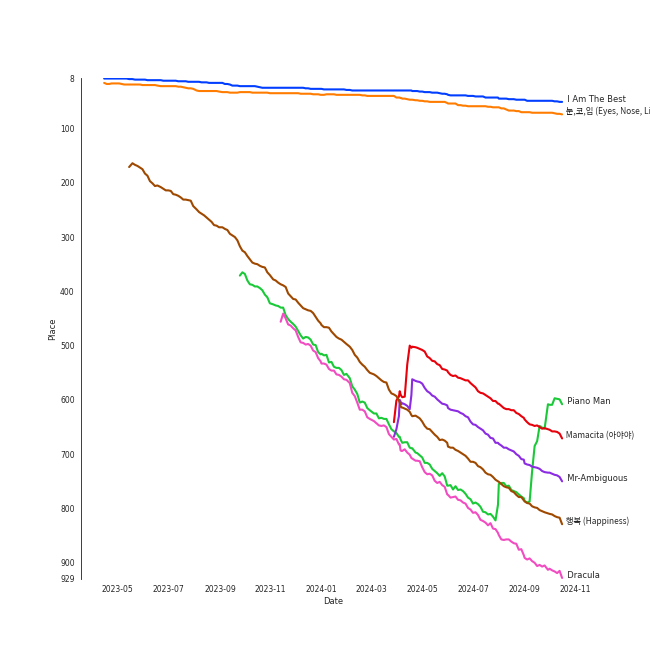 8
100
200
300
400
500
600
700
800
900
929
Place
2023-05
2023-07
2023-09
2023-11
2024-01
2024-03
2024-05
2024-07
2024-09
2024-11
Date
I Am The Best
눈,코,입 (Eyes, Nose, Li
Piano Man
Mamacita (아야야)
Mr-Ambiguous
행복 (Happiness)
Dracula